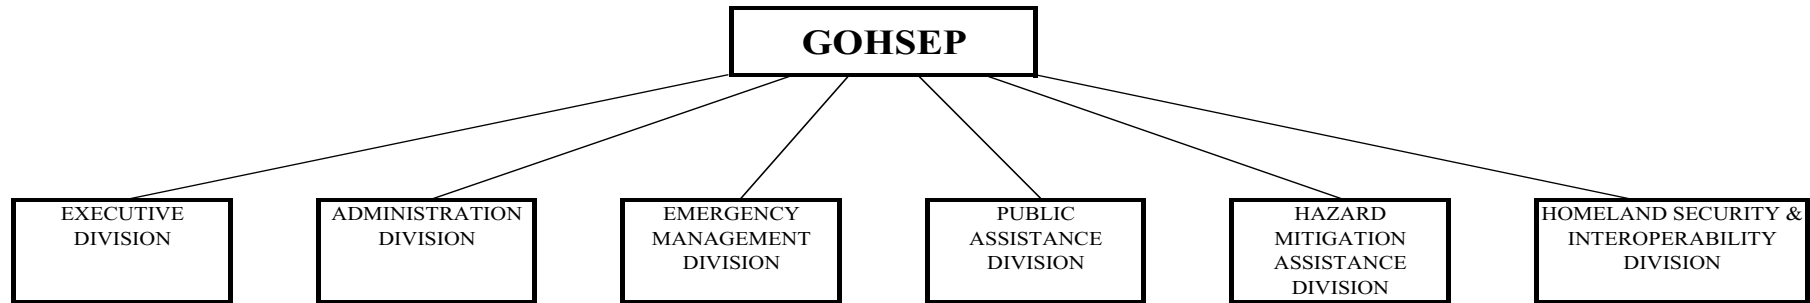 GOHSEP
EXECUTIVE
DIVISION
ADMINISTRATION
DIVISION
EMERGENCY
MANAGEMENT
DIVISION
PUBLIC
ASSISTANCE
DIVISION
HAZARD
MITIGATION
ASSISTANCE
DIVISION
HOMELAND SECURITY &
INTEROPERABILITY
DIVISION